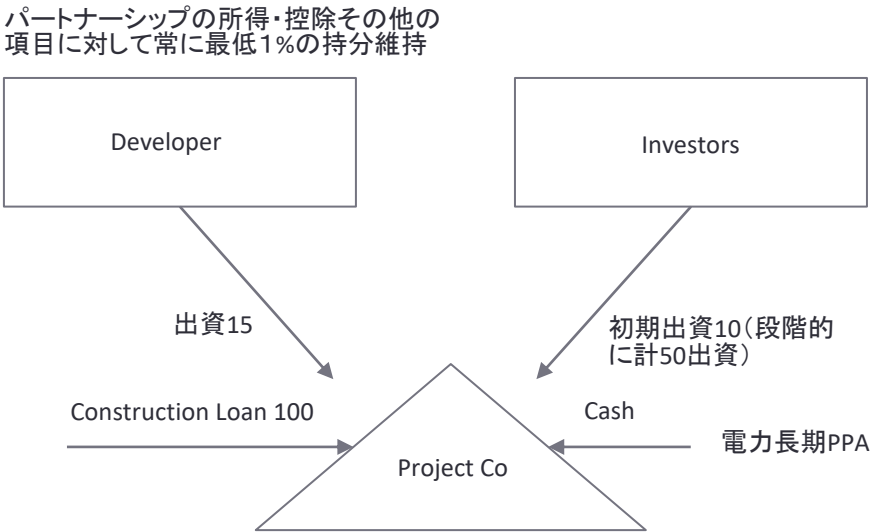 パートナーシップの所得・控除その他の
項目に対して常に最低１%の持分維持
Developer
Investors
出資15
初期出資10（段階的
に計50出資）
Construction Loan 100
Cash
電力長期PPA
Project Co